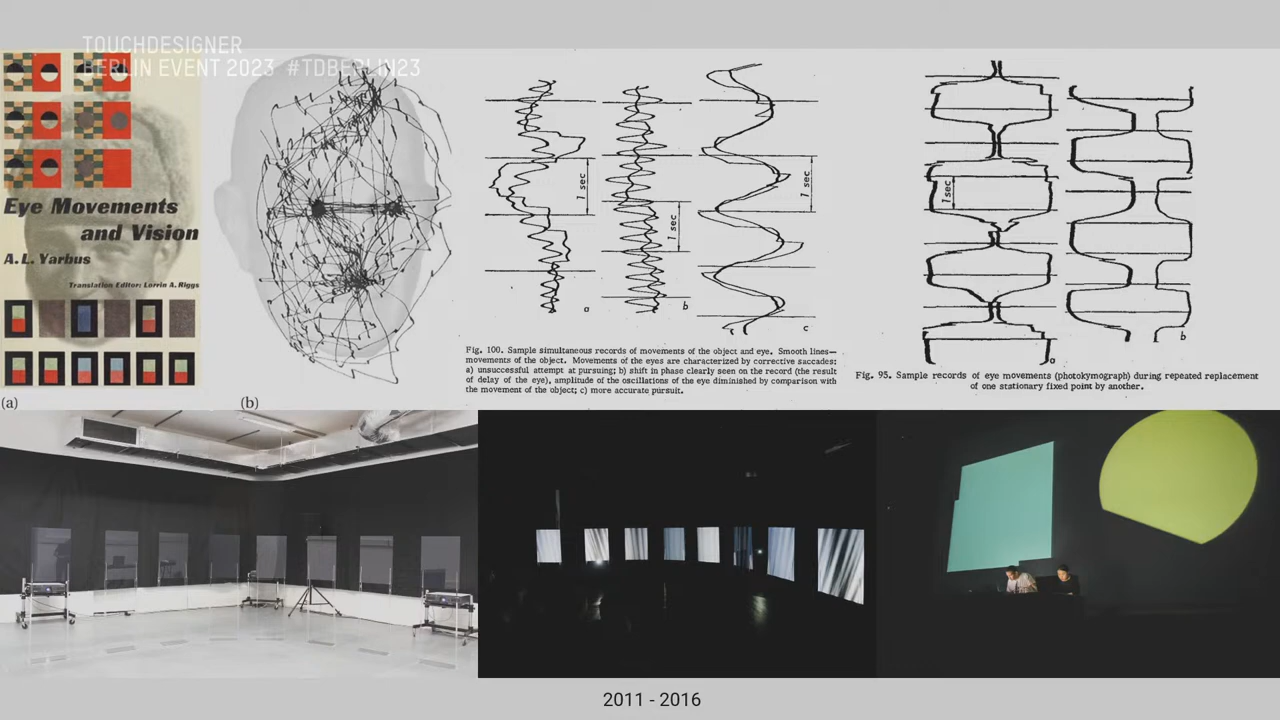 TOUCHDESIGNER
BERLIN EVENT 2023 #TDBERLIN23
Eye Movements
and Vision
A. L. Yarbus
Translation Editor: Lorrin A. Riggs
(a)
(b)
1 sec
1 sec
1 sec
a
b
c
Fig. 100. Sample simultaneous records of movements of the object and eye. Smooth lines—
movements of the object. Movements of the eyes are characterized by corrective saccades:
a) unsuccessful attempt at pursuing; b) shift in phase clearly seen on the record (the result
of delay of the eye), amplitude of the oscillations of the eye diminished by comparison with
the movement of the object; c) more accurate pursuit.
1 sec
a
b
Fig. 95. Sample records of eye movements (photokymograph) during repeated replacement
of one stationary fixed point by another.
2011 - 2016